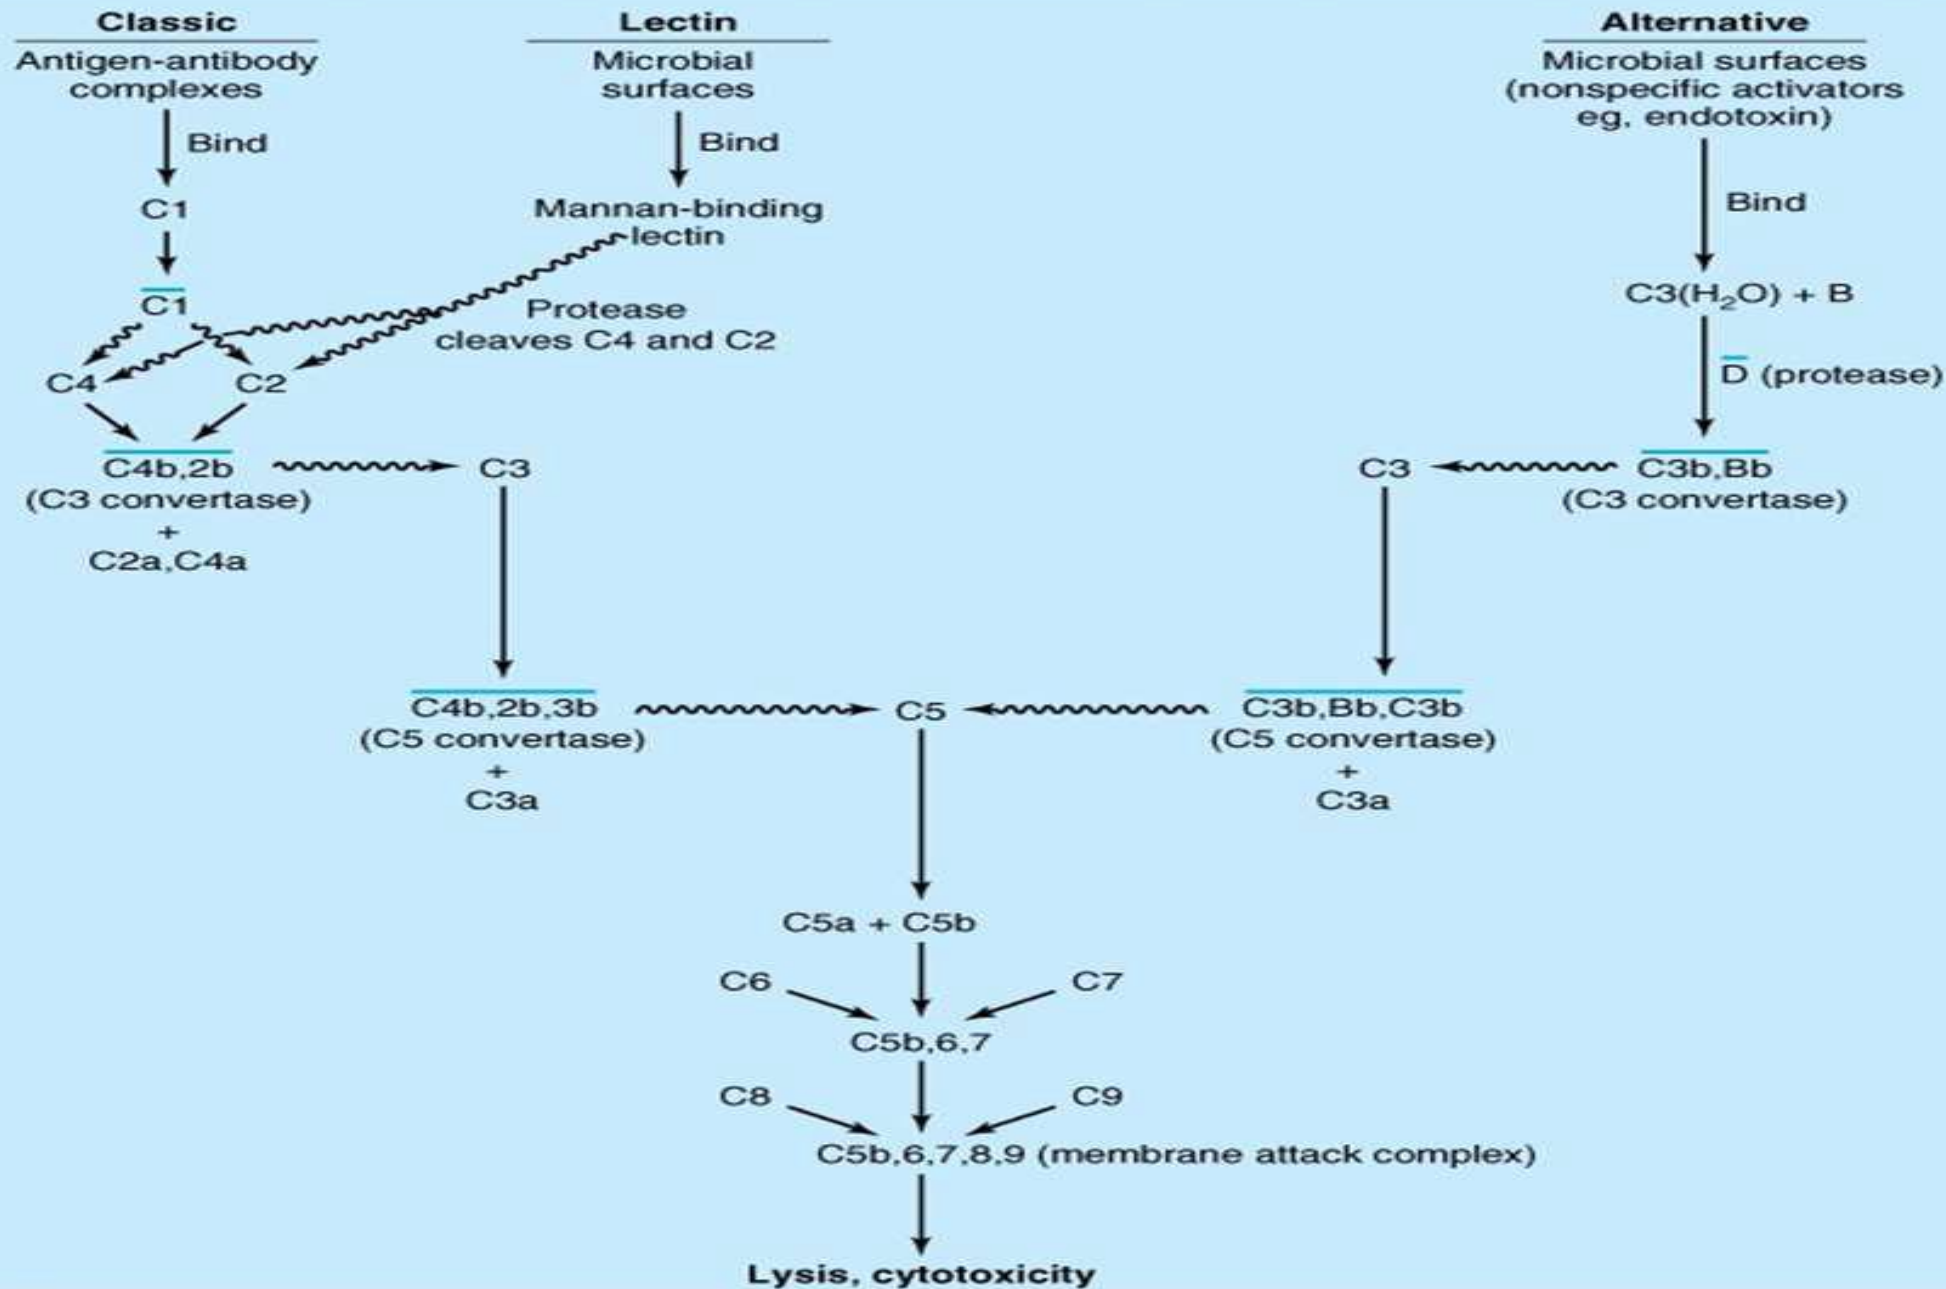 Classic
Antigen-antibody
complexes
Bind
C1
C1
C4
C2
C4b,2b
(C3 convertase)
+
C2a,C4a
Lectin
Microbial
surfaces
Bind
Mannan-binding
lectin
Protease
cleaves C4 and C2
C3
C4b,2b,3b
(C5 convertase)
+
C3a
Alternative
Microbial surfaces
(nonspecific activators
eg, endotoxin)
Bind
C3(H₂O) + B
D (protease)
C3b,Bb
(C3 convertase)
C3
C3b,Bb,C3b
(C5 convertase)
+
C3a
C5
C5a + C5b
C6
C7
C5b,6,7
C8
C9
C5b,6,7,8,9 (membrane attack complex)
Lysis, cytotoxicity